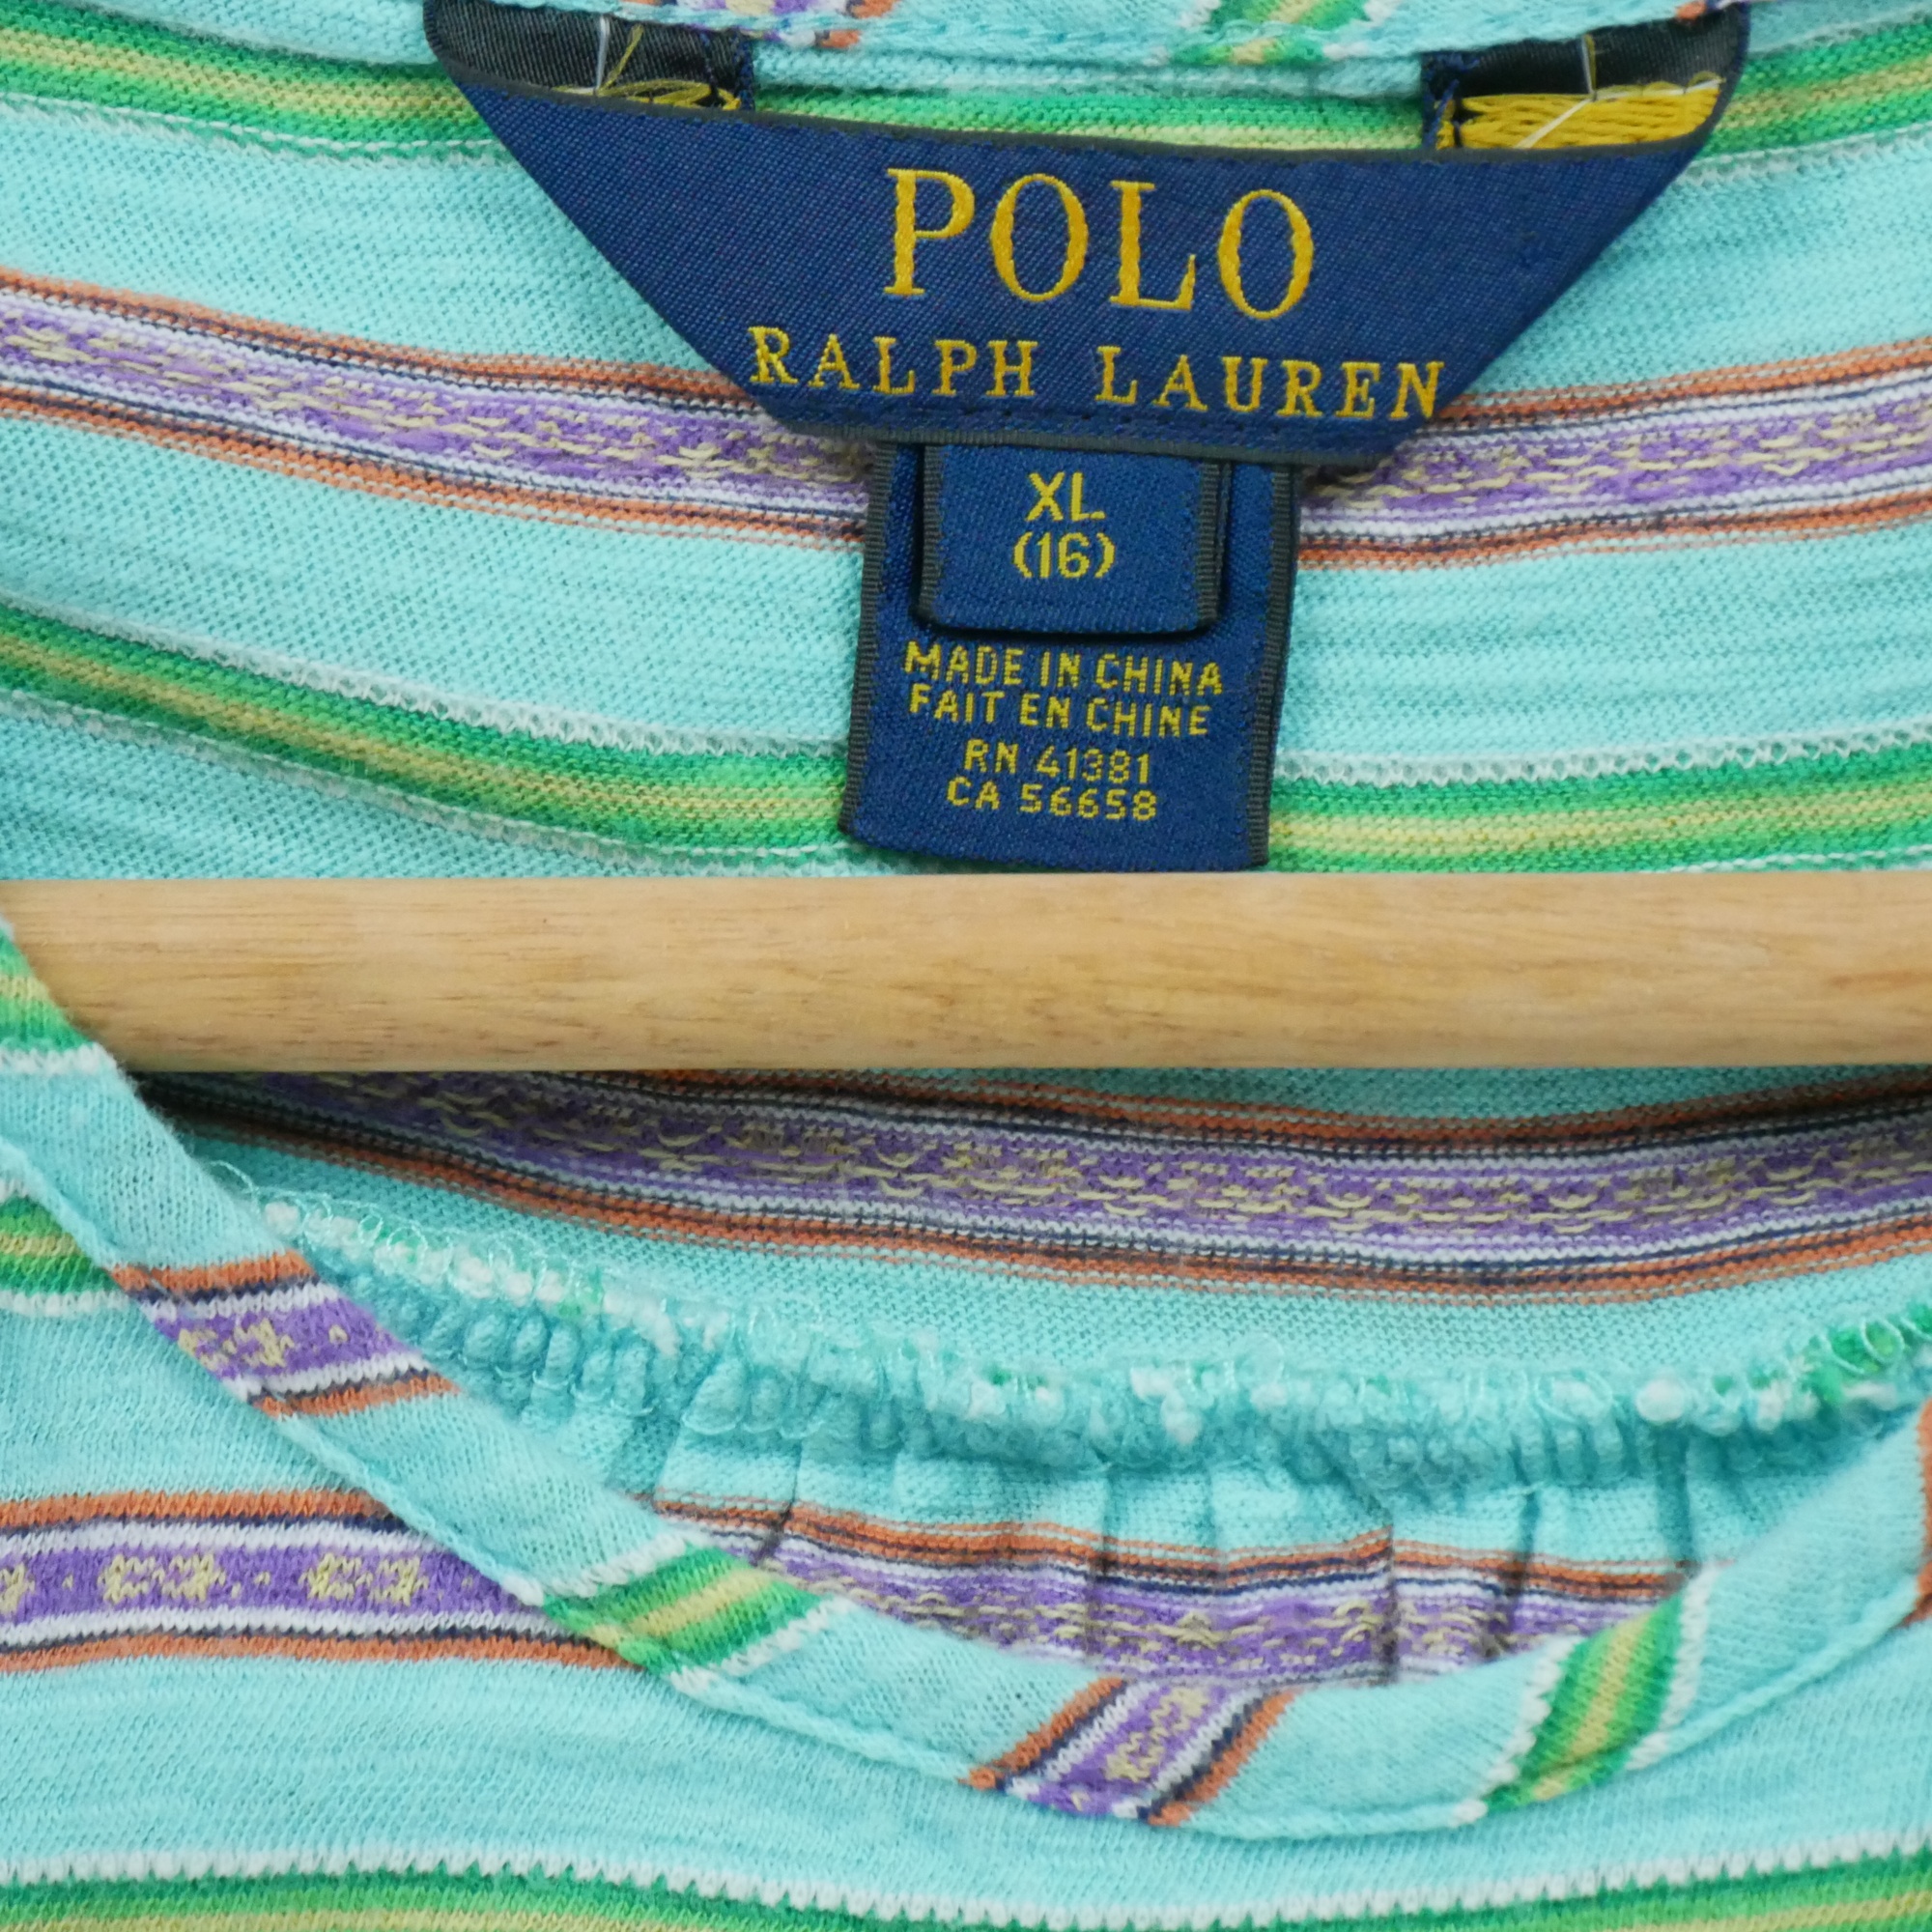 POLO
RALPH LAUREN
XL
(16)
MADE IN CHINA
FAIT EN CHINE
RN 41381
CA 56658